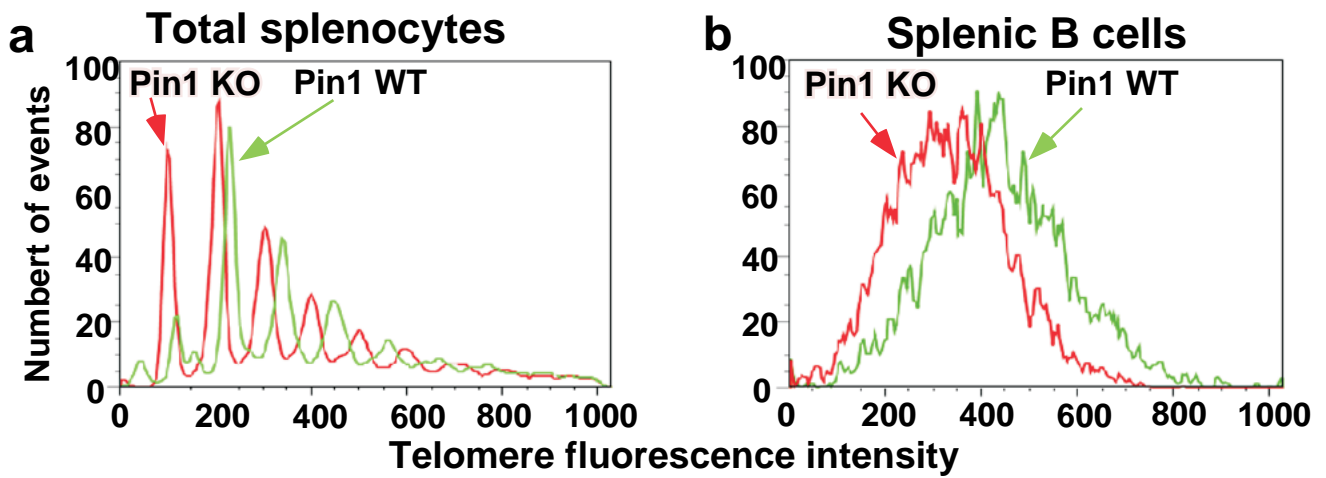 a Total splenocytes
b Splenic B cells
Numbert of events
100
80
60
40
20
0
Pin1 KO Pin1 WT
0 200 400 600 800 1000
100
80
60
40
20
0
Pin1 KO Pin1 WT
0 200 400 600 800 1000
Telomere fluorescence intensity